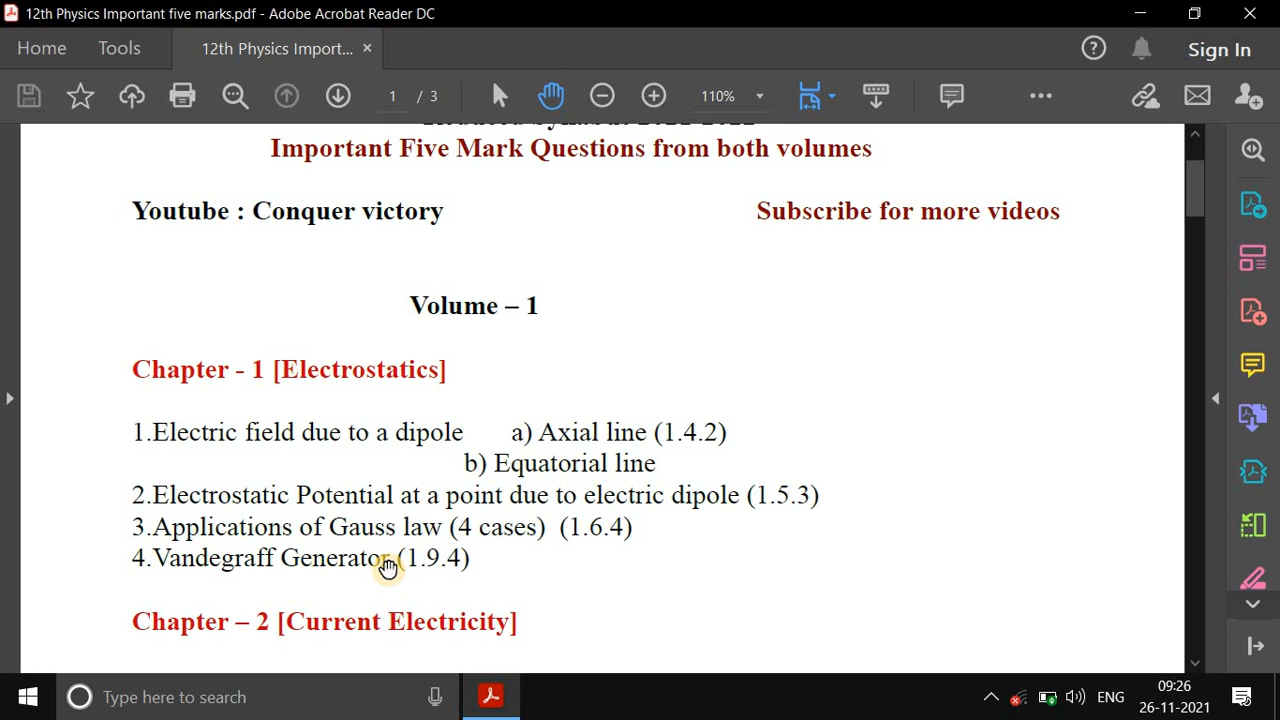 12th Physics Important five marks.pdf - Adobe Acrobat Reader DC
Home Tools 12th Physics Import... × Sign In
1 / 3 110%
Important Five Mark Questions from both volumes
Youtube : Conquer victory Subscribe for more videos
Volume – 1
Chapter - 1 [Electrostatics]
1.Electric field due to a dipole a) Axial line (1.4.2)
b) Equatorial line
2.Electrostatic Potential at a point due to electric dipole (1.5.3)
3.Applications of Gauss law (4 cases) (1.6.4)
4.Vandegraff Generator (1.9.4)
Chapter – 2 [Current Electricity]
Type here to search ENG 09:26
26-11-2021